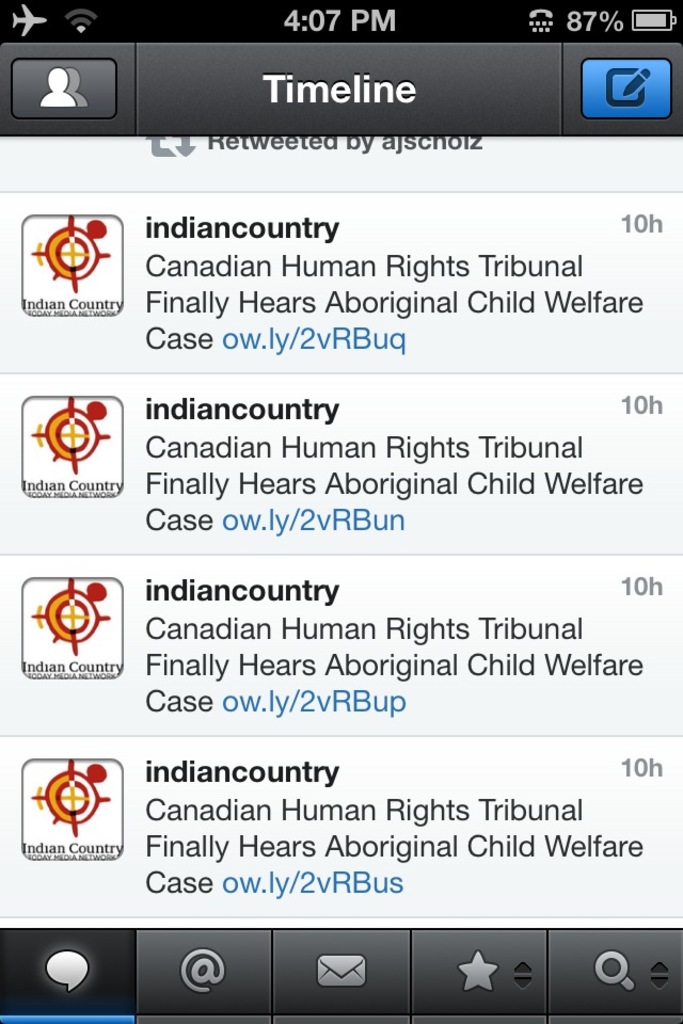 4:07 PM
87%
Timeline
Retweeted by ajscholz
indiancountry 10h
Canadian Human Rights Tribunal
Finally Hears Aboriginal Child Welfare
Case ow.ly/2vRBuq
Indian Country
TODAY MEDIA NETWORK
indiancountry 10h
Canadian Human Rights Tribunal
Finally Hears Aboriginal Child Welfare
Case ow.ly/2vRBun
Indian Country
TODAY MEDIA NETWORK
indiancountry 10h
Canadian Human Rights Tribunal
Finally Hears Aboriginal Child Welfare
Case ow.ly/2vRBup
Indian Country
TODAY MEDIA NETWORK
indiancountry 10h
Canadian Human Rights Tribunal
Finally Hears Aboriginal Child Welfare
Case ow.ly/2vRBus
Indian Country
TODAY MEDIA NETWORK
@